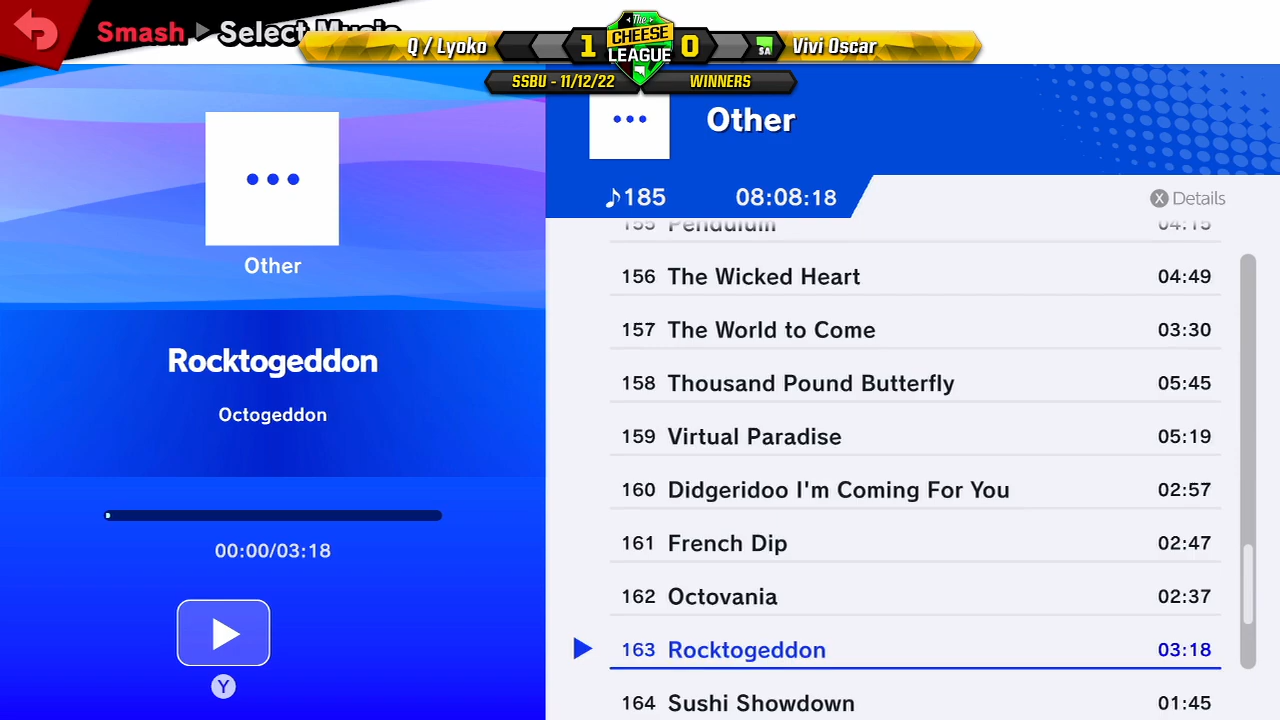 Smash Select Music
Q / Lyoko 1 The CHEESE LEAGUE 0 SA Vivi Oscar
SSBU - 11/12/22 WINNERS
Other
Other
♪185 08:08:18
X Details
Rocktogeddon
Octogeddon
00:00/03:18
Y
155 Pendulum 04:15
156 The Wicked Heart 04:49
157 The World to Come 03:30
158 Thousand Pound Butterfly 05:45
159 Virtual Paradise 05:19
160 Didgeridoo I'm Coming For You 02:57
161 French Dip 02:47
162 Octovania 02:37
163 Rocktogeddon 03:18
164 Sushi Showdown 01:45